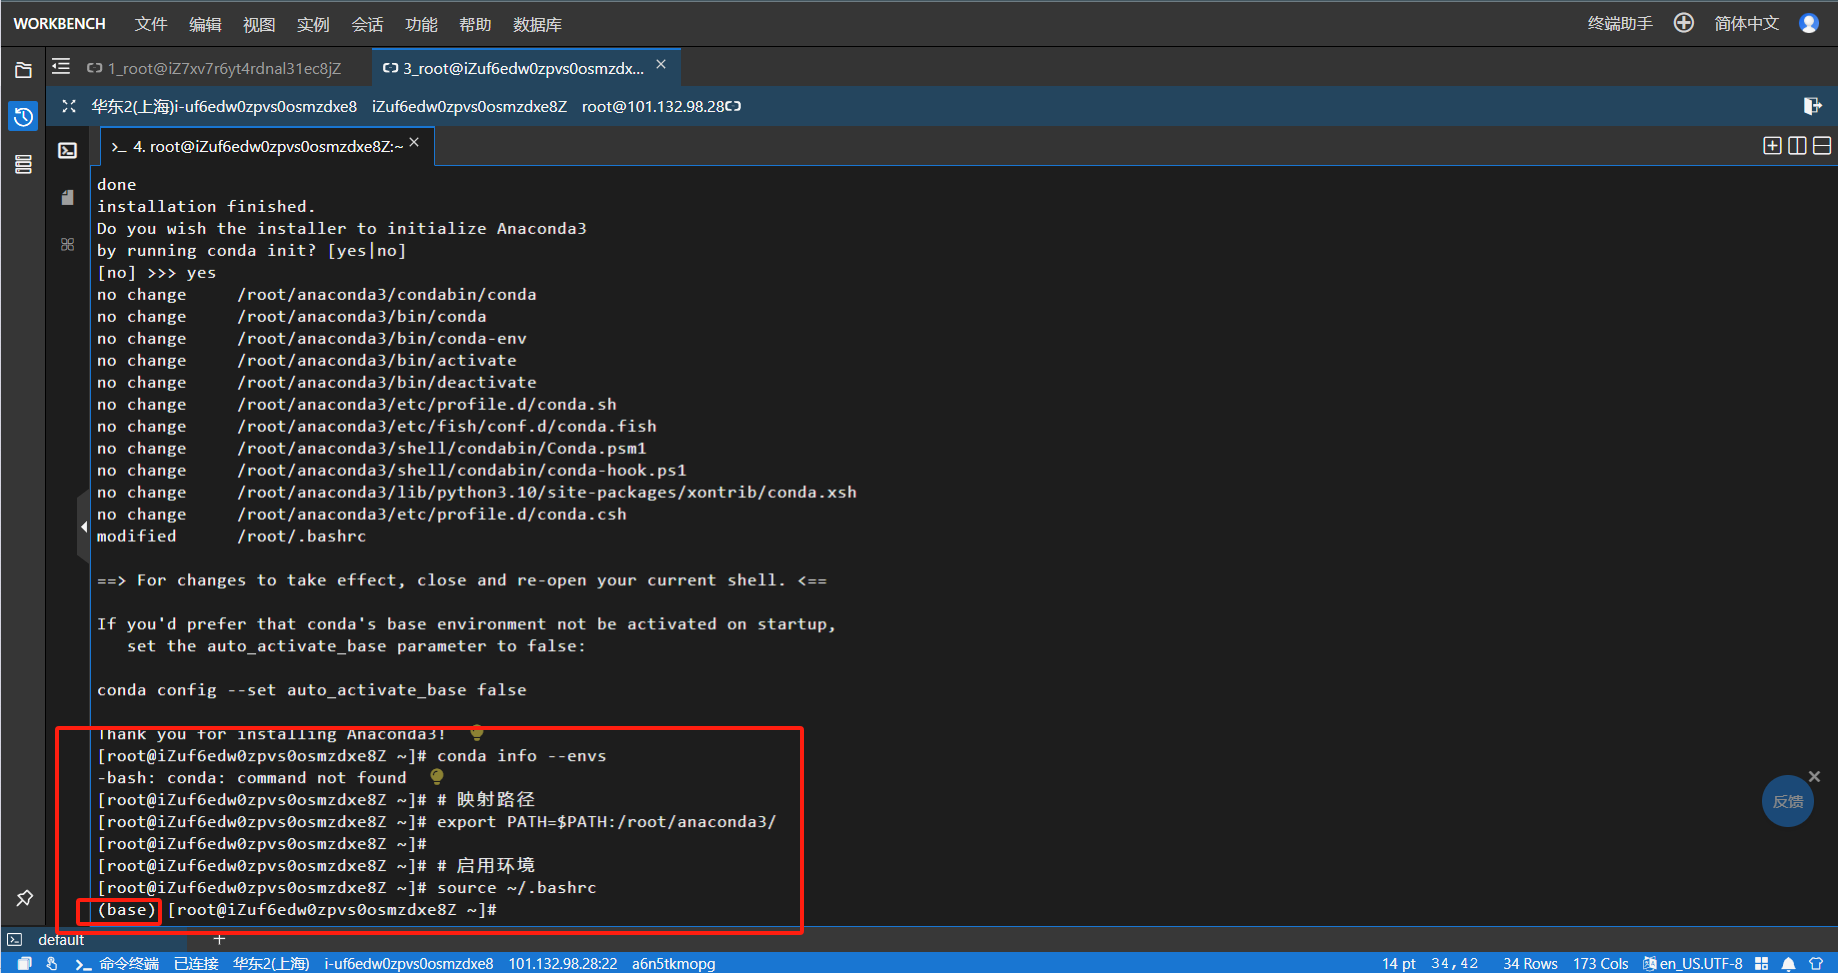 WORKBENCH 文件 编辑 视图 实例 会话 功能 帮助 数据库 终端助手 简体中文
1_root@iZ7xv7r6yt4rdnal31ec8jZ 3_root@iZuf6edw0zpvs0osmzdx...
华东2(上海)i-uf6edw0zpvs0osmzdxe8 iZuf6edw0zpvs0osmzdxe8Z root@101.132.98.28
>_ 4. root@iZuf6edw0zpvs0osmzdxe8Z:~
done
installation finished.
Do you wish the installer to initialize Anaconda3
by running conda init? [yes|no]
[no] >>> yes
no change     /root/anaconda3/condabin/conda
no change     /root/anaconda3/bin/conda
no change     /root/anaconda3/bin/conda-env
no change     /root/anaconda3/bin/activate
no change     /root/anaconda3/bin/deactivate
no change     /root/anaconda3/etc/profile.d/conda.sh
no change     /root/anaconda3/etc/fish/conf.d/conda.fish
no change     /root/anaconda3/shell/condabin/Conda.psm1
no change     /root/anaconda3/shell/condabin/conda-hook.ps1
no change     /root/anaconda3/lib/python3.10/site-packages/xontrib/conda.xsh
no change     /root/anaconda3/etc/profile.d/conda.csh
modified      /root/.bashrc
==> For changes to take effect, close and re-open your current shell. <==
If you'd prefer that conda's base environment not be activated on startup,
   set the auto_activate_base parameter to false:
conda config --set auto_activate_base false
Thank you for installing Anaconda3!
[root@iZuf6edw0zpvs0osmzdxe8Z ~]# conda info --envs
-bash: conda: command not found
[root@iZuf6edw0zpvs0osmzdxe8Z ~]# # 映射路径
[root@iZuf6edw0zpvs0osmzdxe8Z ~]# export PATH=$PATH:/root/anaconda3/
[root@iZuf6edw0zpvs0osmzdxe8Z ~]#
[root@iZuf6edw0zpvs0osmzdxe8Z ~]# # 启用环境
[root@iZuf6edw0zpvs0osmzdxe8Z ~]# source ~/.bashrc
(base) [root@iZuf6edw0zpvs0osmzdxe8Z ~]#
反馈
default +
命令终端 已连接 华东2(上海) i-uf6edw0zpvs0osmzdxe8 101.132.98.28:22 a6n5tkmopg 14 pt 34,42 34 Rows 173 Cols en_US.UTF-8